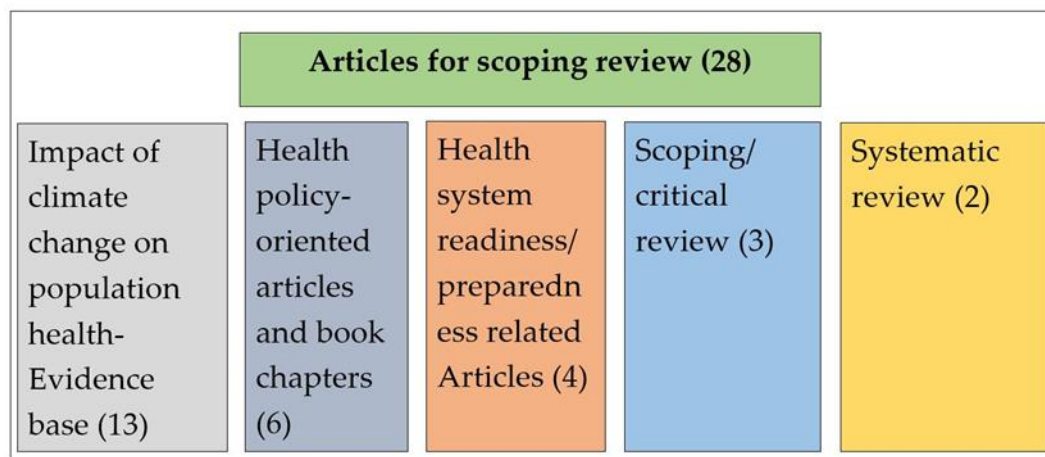 Articles for scoping review (28)
Impact of
climate
change on
population
health-
Evidence
base (13)
Health
policy-
oriented
articles
and book
chapters
(6)
Health
system
readiness/
preparedn
ess related
Articles (4)
Scoping/
critical
review (3)
Systematic
review (2)